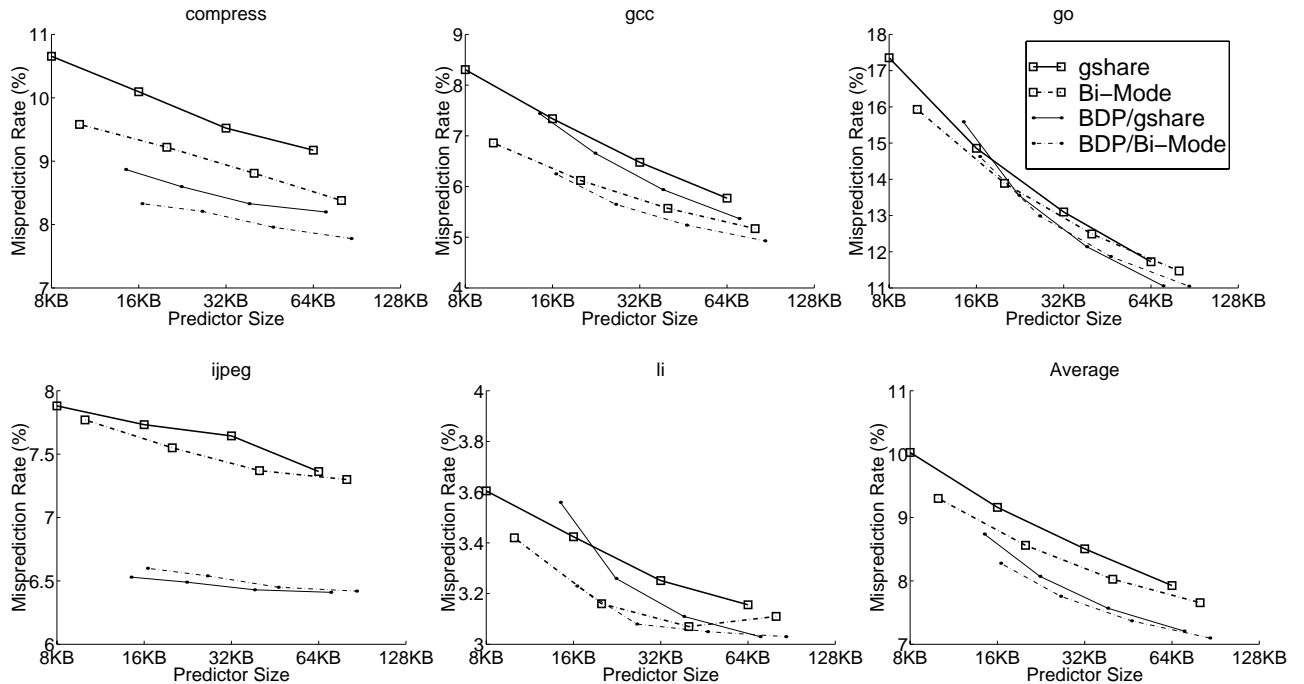 compress
11
10
9
8
7
8KB
16KB
32KB
64KB
128KB
Predictor Size
Misprediction Rate (%)
gcc
9
8
7
6
5
4
8KB
16KB
32KB
64KB
128KB
Predictor Size
Misprediction Rate (%)
go
18
17
16
15
14
13
12
11
8KB
16KB
32KB
64KB
128KB
Predictor Size
Misprediction Rate (%)
gshare
Bi−Mode
BDP/gshare
BDP/Bi−Mode
ijpeg
8
7.5
7
6.5
6
8KB
16KB
32KB
64KB
128KB
Predictor Size
Misprediction Rate (%)
li
4
3.8
3.6
3.4
3.2
3
8KB
16KB
32KB
64KB
128KB
Predictor Size
Misprediction Rate (%)
Average
11
10
9
8
7
8KB
16KB
32KB
64KB
128KB
Predictor Size
Misprediction Rate (%)